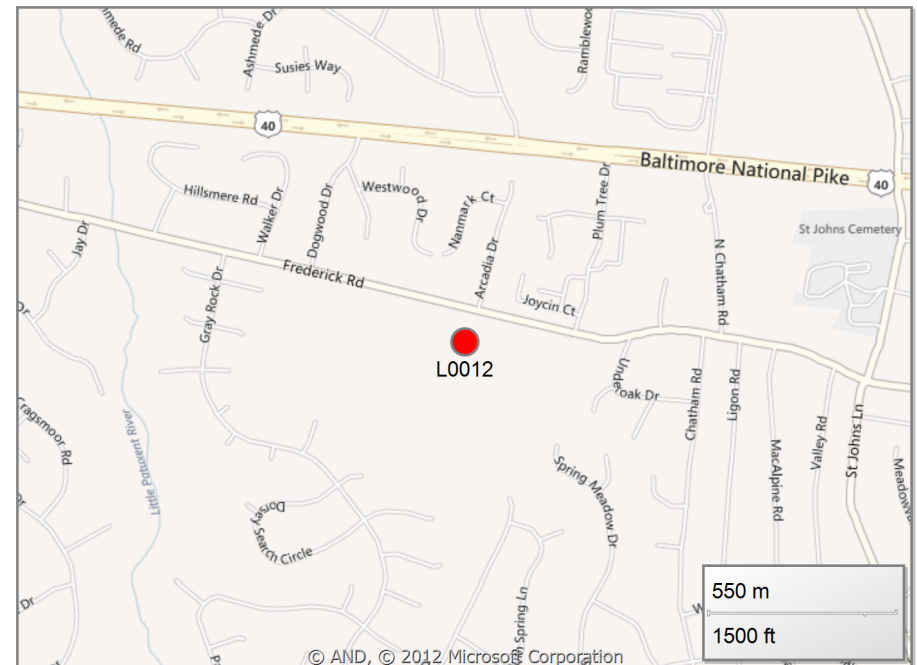 Ashmede Dr
Susies Way
40
Baltimore National Pike
40
Hillsmere Rd
Walker Dr
Dogwood Dr
Westwood Dr
Nanmark Ct
Arcadia Dr
Plum Tree Dr
N Chatham Rd
St Johns Cemetery
Jay Dr
Frederick Rd
Gray Rock Dr
Joycin Ct
L0012
Dr
Underoak Dr
Chatham Rd
Ligon Rd
MacAlpine Rd
Valley Rd
St Johns Ln
Cragsmoor Rd
Little Patuxent River
Spring Meadow Dr
Dorsey Search Circle
Dr
Dr
Spring Ln
550 m
1500 ft
© AND, © 2012 Microsoft Corporation